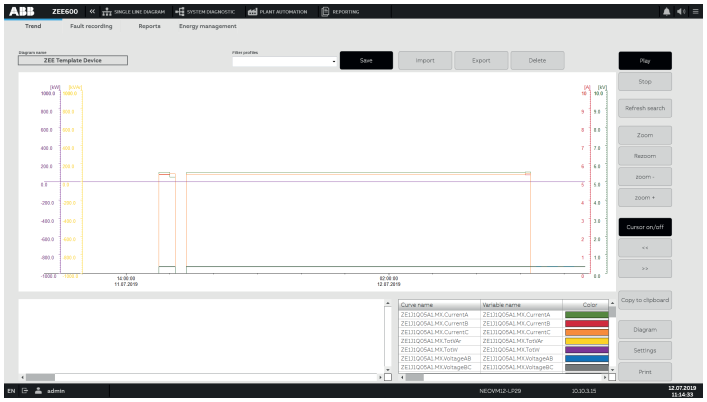 ABB ZEE600 « SINGLE LINE DIAGRAM SYSTEM DIAGNOSTIC PLANT AUTOMATION REPORTING
Trend Fault recording Reports Energy management
Diagram name
ZEE Template Device
Filter profiles:
Save Import Export Delete
Play
Stop
Refresh search
Zoom
Rezoom
zoom -
zoom +
Cursor on/off
<<
>>
Copy to clipboard
Diagram
Settings
Print
[kW] [A] [kV]
1000.0 1000.0 10 10.0
800.0 800.0 9 9.0
600.0 600.0 8 8.0
400.0 400.0 7 7.0
200.0 200.0 6 6.0
0.0 0.0 5 5.0
-200.0 -200.0 4 4.0
-400.0 -400.0 3 3.0
-600.0 -600.0 2 2.0
-800.0 -800.0 1 1.0
-1000.0 -1000.0 0 0.0
14:00:00 02:00:00
11.07.2019 12.07.2019
Curve name Variable name Color
ZE1J1Q05A1.MX.CurrentA ZE1J1Q05A1.MX.CurrentA
ZE1J1Q05A1.MX.CurrentB ZE1J1Q05A1.MX.CurrentB
ZE1J1Q05A1.MX.CurrentC ZE1J1Q05A1.MX.CurrentC
ZE1J1Q05A1.MX.TotVAr ZE1J1Q05A1.MX.TotVAr
ZE1J1Q05A1.MX.TotW ZE1J1Q05A1.MX.TotW
ZE1J1Q05A1.MX.VoltageAB ZE1J1Q05A1.MX.VoltageAB
ZE1J1Q05A1.MX.VoltageBC ZE1J1Q05A1.MX.VoltageBC
EN admin NEOVM12-LP29 10.10.3.15 12.07.2019
11:14:33